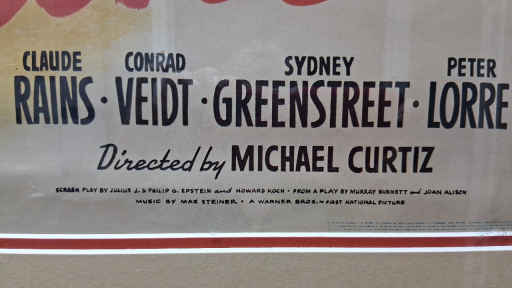 CLAUDE CONRAD SYDNEY PETER
RAINS · VEIDT · GREENSTREET · LORRE
Directed by MICHAEL CURTIZ
SCREEN PLAY BY JULIUS J. & PHILIP G. EPSTEIN and HOWARD KOCH · FROM A PLAY BY MURRAY BURNETT and JOAN ALISON
MUSIC BY MAX STEINER · A WARNER BROS.-FIRST NATIONAL PICTURE